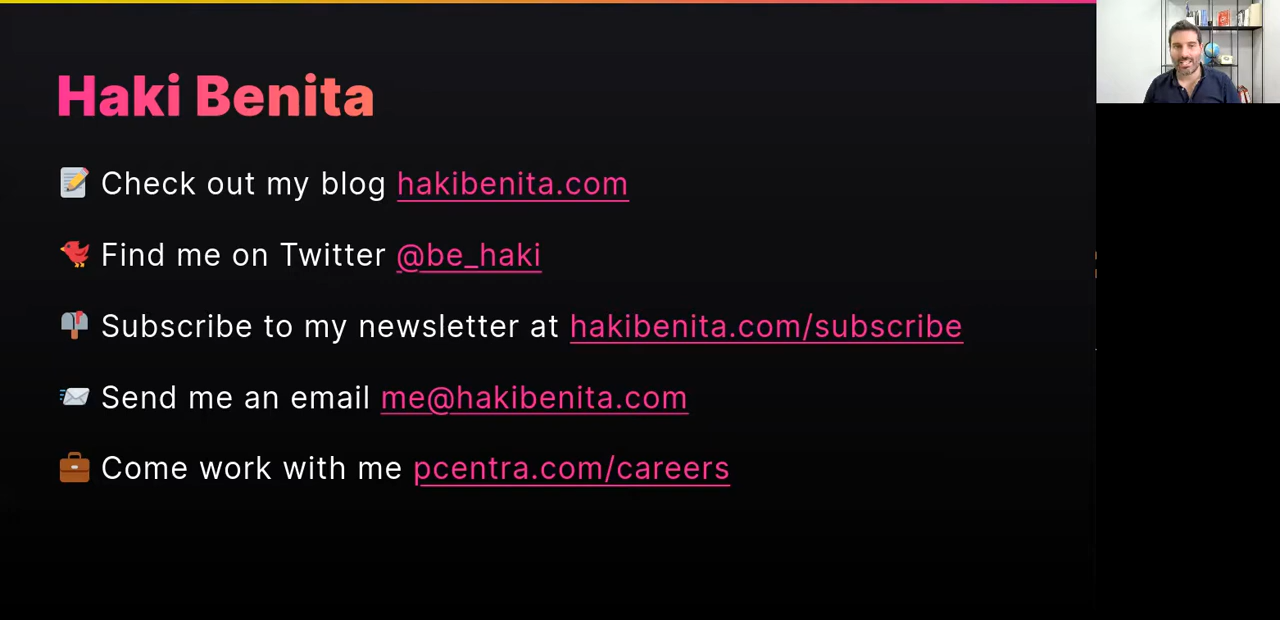 Haki Benita
Check out my blog hakibenita.com
Find me on Twitter @be_haki
Subscribe to my newsletter at hakibenita.com/subscribe
Send me an email me@hakibenita.com
Come work with me pcentra.com/careers